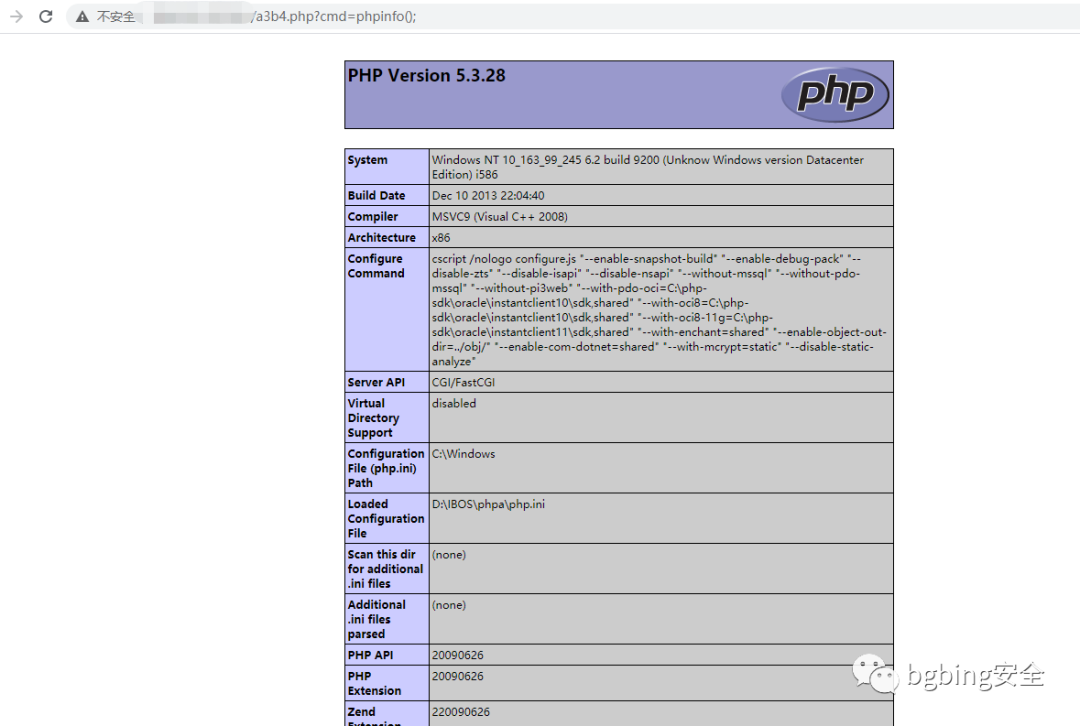 不安全
/a3b4.php?cmd=phpinfo();
PHP Version 5.3.28
php
System
Windows NT 10_163_99_245 6.2 build 9200 (Unknow Windows version Datacenter
Edition) i586
Build Date
Dec 10 2013 22:04:40
Compiler
MSVC9 (Visual C++ 2008)
Architecture
x86
Configure
Command
cscript /nologo configure.js "--enable-snapshot-build" "--enable-debug-pack" "--
disable-zts" "--disable-isapi" "--disable-nsapi" "--without-mssql" "--without-pdo-
mssql" "--without-pi3web" "--with-pdo-oci=C:\php-
sdk\oracle\instantclient10\sdk,shared" "--with-oci8=C:\php-
sdk\oracle\instantclient10\sdk,shared" "--with-oci8-11g=C:\php-
sdk\oracle\instantclient11\sdk,shared" "--with-enchant=shared" "--enable-object-out-
dir=../obj/" "--enable-com-dotnet=shared" "--with-mcrypt=static" "--disable-static-
analyze"
Server API
CGI/FastCGI
Virtual
Directory
Support
disabled
Configuration
File (php.ini)
Path
C:\Windows
Loaded
Configuration
File
D:\IBOS\phpa\php.ini
Scan this dir
for additional
.ini files
(none)
Additional
.ini files
parsed
(none)
PHP API
20090626
PHP
Extension
20090626
Zend
Extension
220090626
bgbing安全